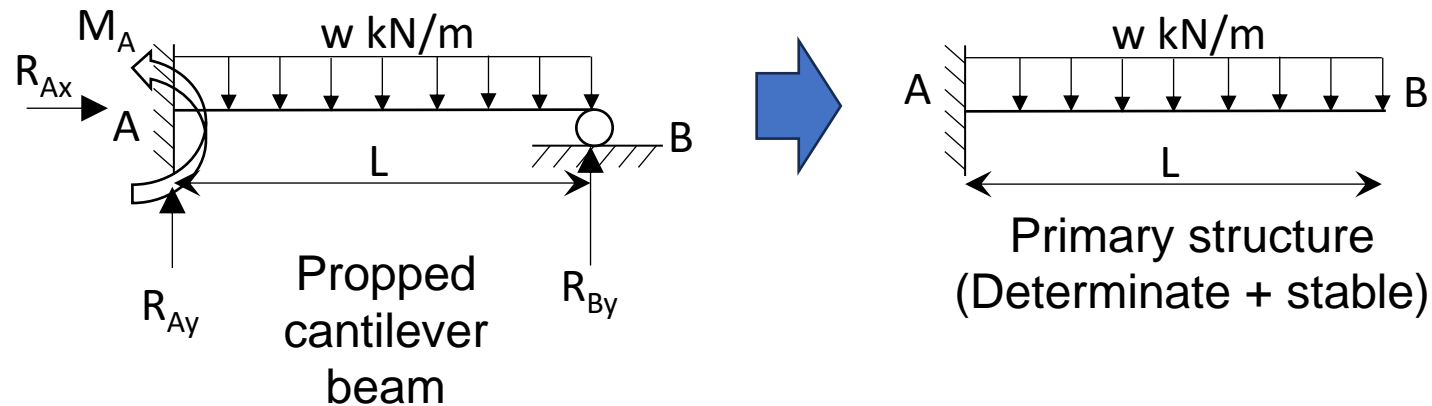 M_A
w kN/m
R_Ax
A
B
L
R_Ay
R_By
Propped
cantilever
beam
w kN/m
A
B
L
Primary structure
(Determinate + stable)